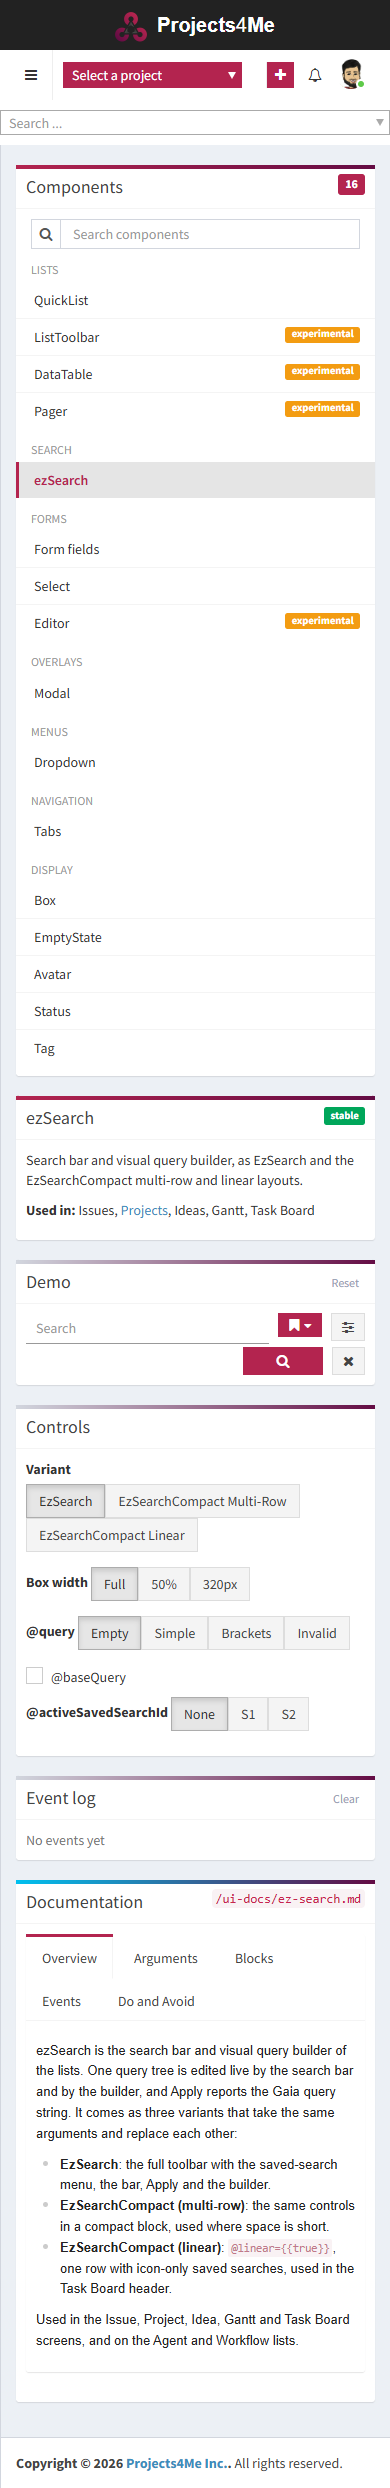 Projects4Me
Select a project
Search ...
Components
16
Search components
LISTS
QuickList
ListToolbar
experimental
DataTable
experimental
Pager
experimental
SEARCH
ezSearch
FORMS
Form fields
Select
Editor
experimental
OVERLAYS
Modal
MENUS
Dropdown
NAVIGATION
Tabs
DISPLAY
Box
EmptyState
Avatar
Status
Tag
ezSearch
stable
Search bar and visual query builder, as EzSearch and the
EzSearchCompact multi-row and linear layouts.
Used in: Issues, Projects, Ideas, Gantt, Task Board
Demo
Reset
Search
Controls
Variant
EzSearch
EzSearchCompact Multi-Row
EzSearchCompact Linear
Box width
Full
50%
320px
@query
Empty
Simple
Brackets
Invalid
@baseQuery
@activeSavedSearchId
None
S1
S2
Event log
Clear
No events yet
Documentation
/ui-docs/ez-search.md
Overview
Arguments
Blocks
Events
Do and Avoid
ezSearch is the search bar and visual query builder of
the lists. One query tree is edited live by the search bar
and by the builder, and Apply reports the Gaia query
string. It comes as three variants that take the same
arguments and replace each other:
EzSearch: the full toolbar with the saved-search
menu, the bar, Apply and the builder.
EzSearchCompact (multi-row): the same controls
in a compact block, used where space is short.
EzSearchCompact (linear): @linear={{true}},
one row with icon-only saved searches, used in the
Task Board header.
Used in the Issue, Project, Idea, Gantt and Task Board
screens, and on the Agent and Workflow lists.
Copyright © 2026 Projects4Me Inc.. All rights reserved.